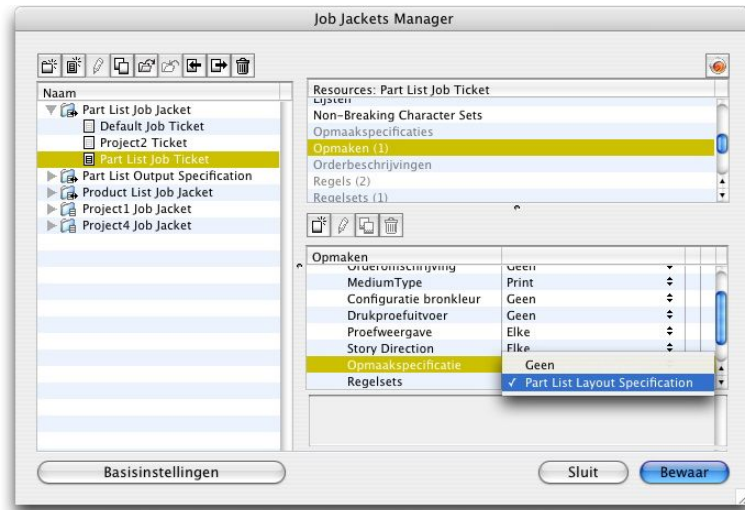 Job Jackets Manager
Naam
Part List Job Jacket
Default Job Ticket
Project2 Ticket
Part List Job Ticket
Part List Output Specification
Product List Job Jacket
Project1 Job Jacket
Project4 Job Jacket
Resources: Part List Job Ticket
Lijsten
Non-Breaking Character Sets
Opmaakspecificaties
Opmaken (1)
Orderbeschrijvingen
Regels (2)
Regelsets (1)
Opmaken
Orderomschrijving Geen
MediumType Print
Configuratie bronkleur Geen
Drukproefuitvoer Geen
Proefweergave Elke
Story Direction Elke
Opmaakspecificatie Geen
Regelsets ✓ Part List Layout Specification
Basisinstellingen
Sluit
Bewaar